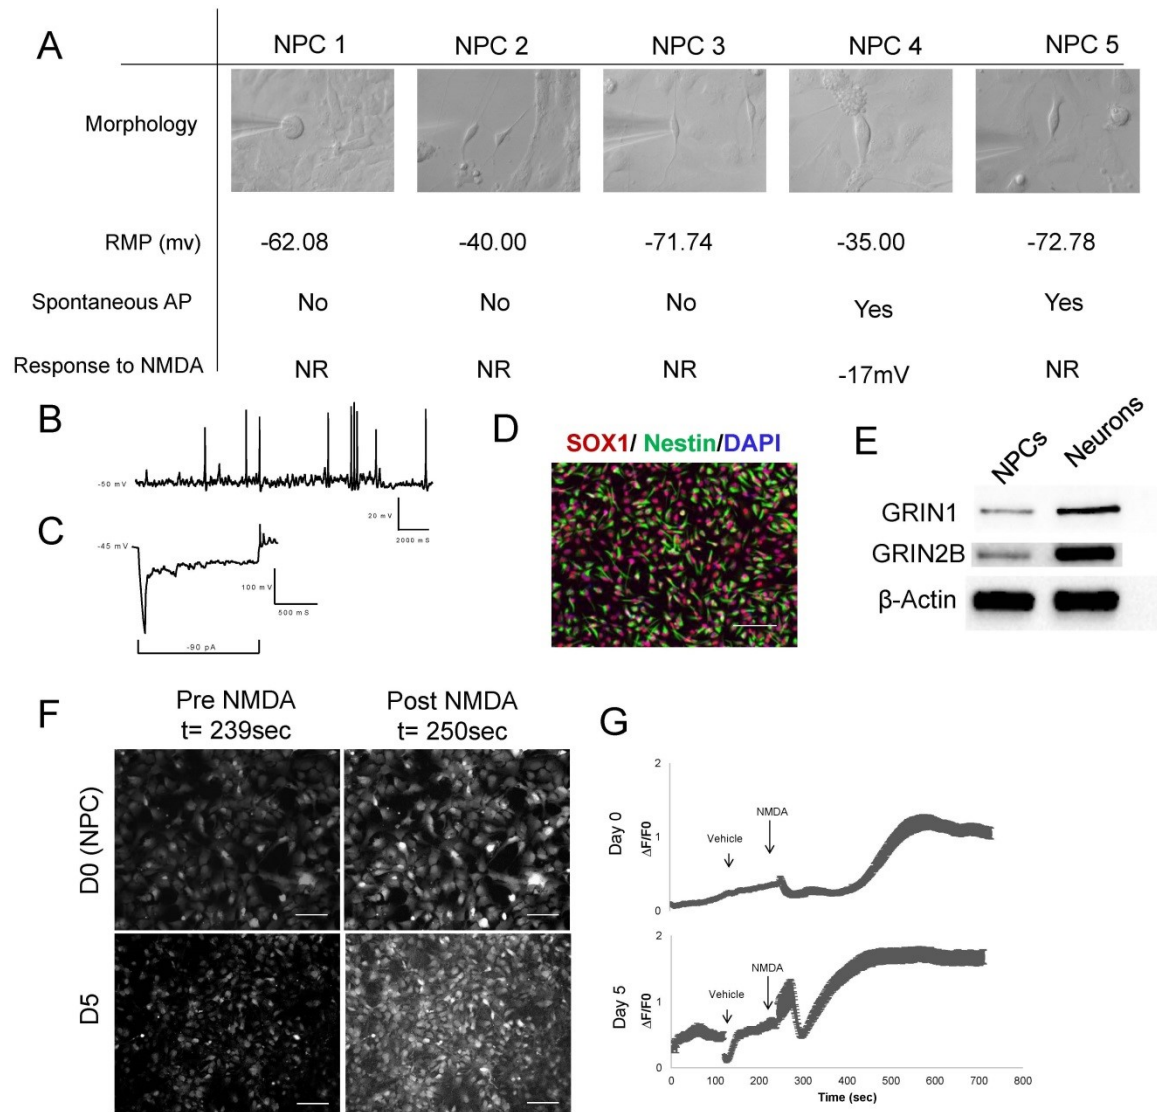 A
NPC 1 NPC 2 NPC 3 NPC 4 NPC 5
Morphology
RMP (mv) -62.08 -40.00 -71.74 -35.00 -72.78
Spontaneous AP No No No Yes Yes
Response to NMDA NR NR NR -17mV NR
B
-50 mV
20 mV
2000 mS
C
-45 mV
100 mV
500 mS
-90 pA
D
SOX1/ Nestin/DAPI
E
NPCs Neurons
GRIN1
GRIN2B
β-Actin
F
Pre NMDA
t= 239sec
Post NMDA
t= 250sec
D0 (NPC)
D5
G
Day 0
ΔF/F0
2
1
0
Vehicle
NMDA
Day 5
ΔF/F0
2
1
0
Vehicle
NMDA
0 100 200 300 400 500 600 700 800
Time (sec)